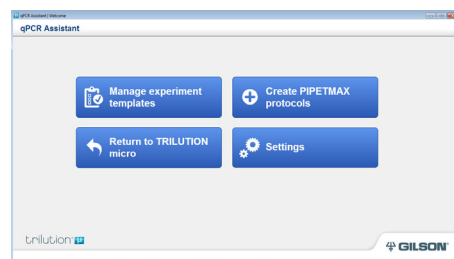 qPCR Assistant | Welcome
qPCR Assistant
Manage experiment
templates
Create PIPETMAX
protocols
Return to TRILUTION
micro
Settings
trilution
GILSON